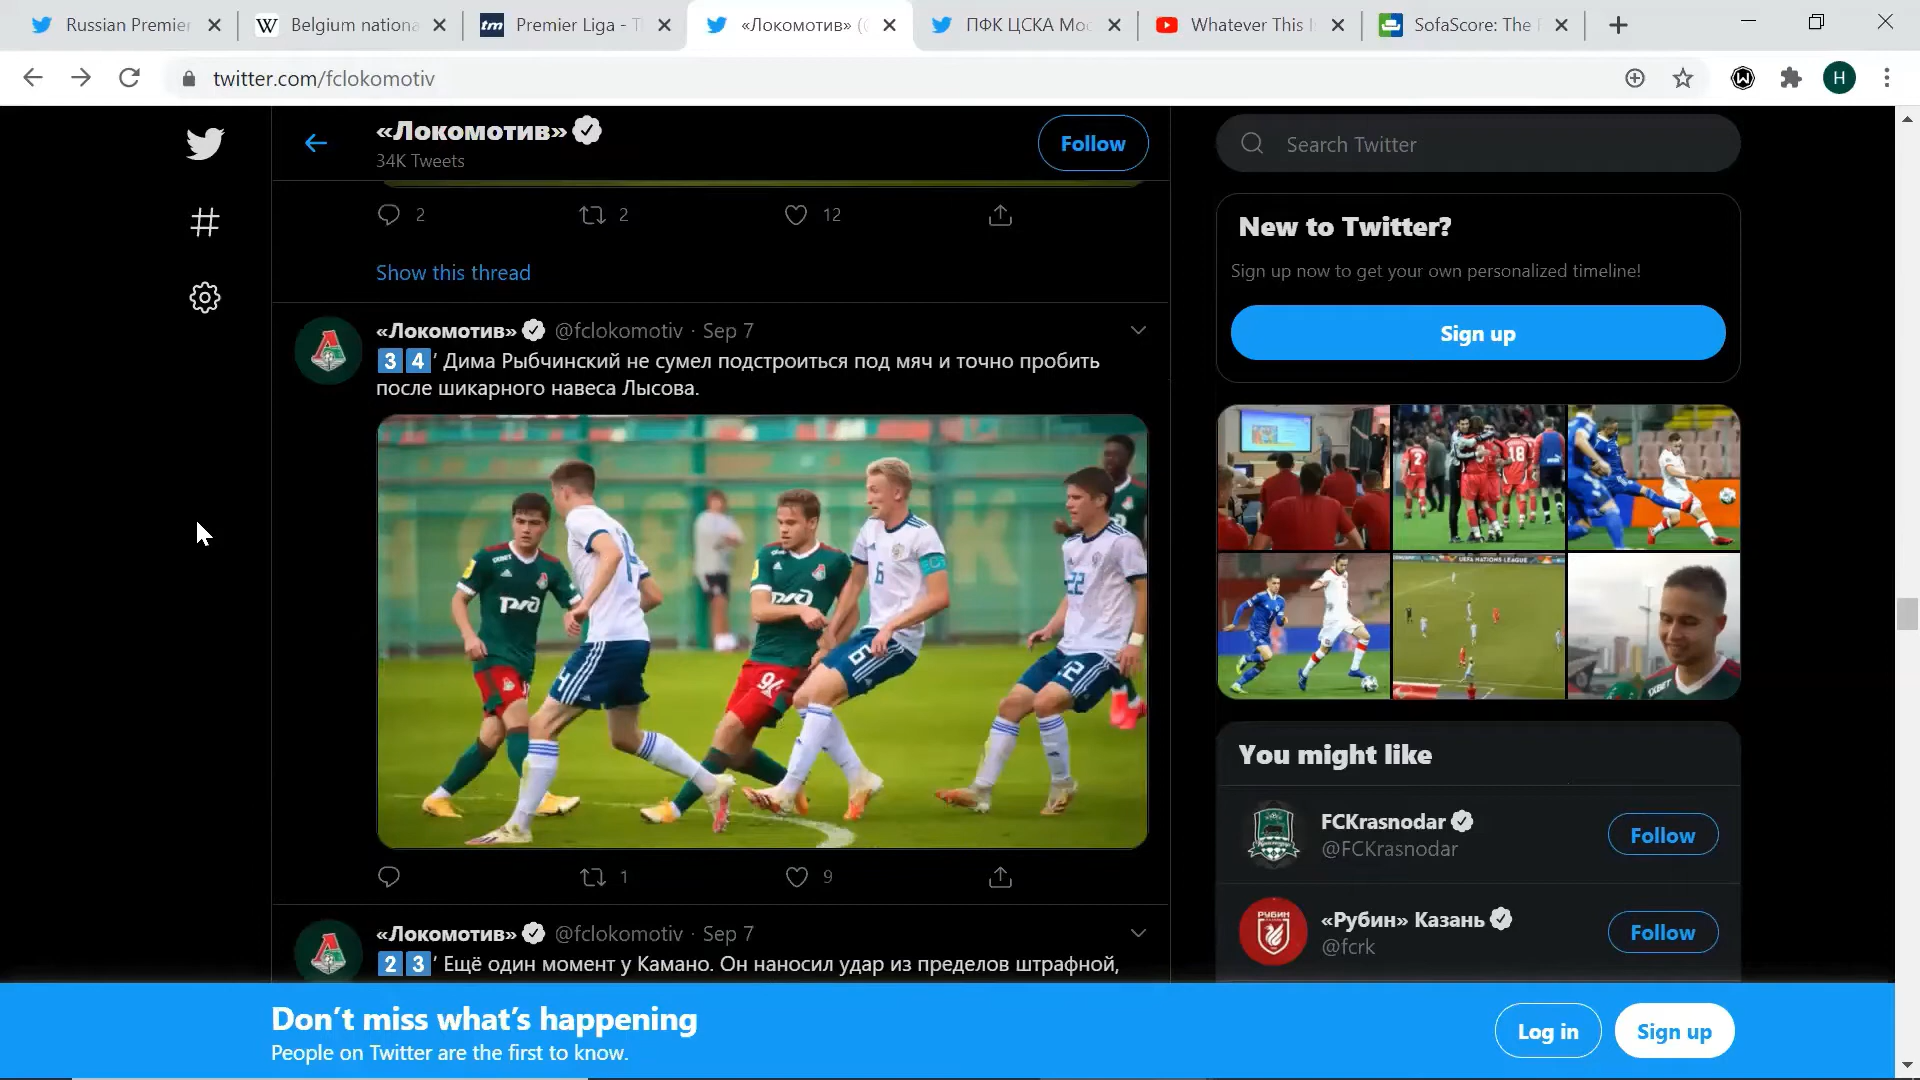 Russian Premier
Belgium nationa
tm Premier Liga - T
«Локомотив» (
ПФК ЦСКА Мос
Whatever This I
SofaScore: The
twitter.com/fclokomotiv
H
«Локомотив»
34K Tweets
Follow
2 2 12
Show this thread
«Локомотив» @fclokomotiv · Sep 7
34’ Дима Рыбчинский не сумел подстроиться под мяч и точно пробить
после шикарного навеса Лысова.
1 9
«Локомотив» @fclokomotiv · Sep 7
23’ Ещё один момент у Камано. Он наносил удар из пределов штрафной,
Search Twitter
New to Twitter?
Sign up now to get your own personalized timeline!
Sign up
You might like
FCKrasnodar
@FCKrasnodar
Follow
«Рубин» Казань
@fcrk
Follow
Don’t miss what’s happening
People on Twitter are the first to know.
Log in
Sign up